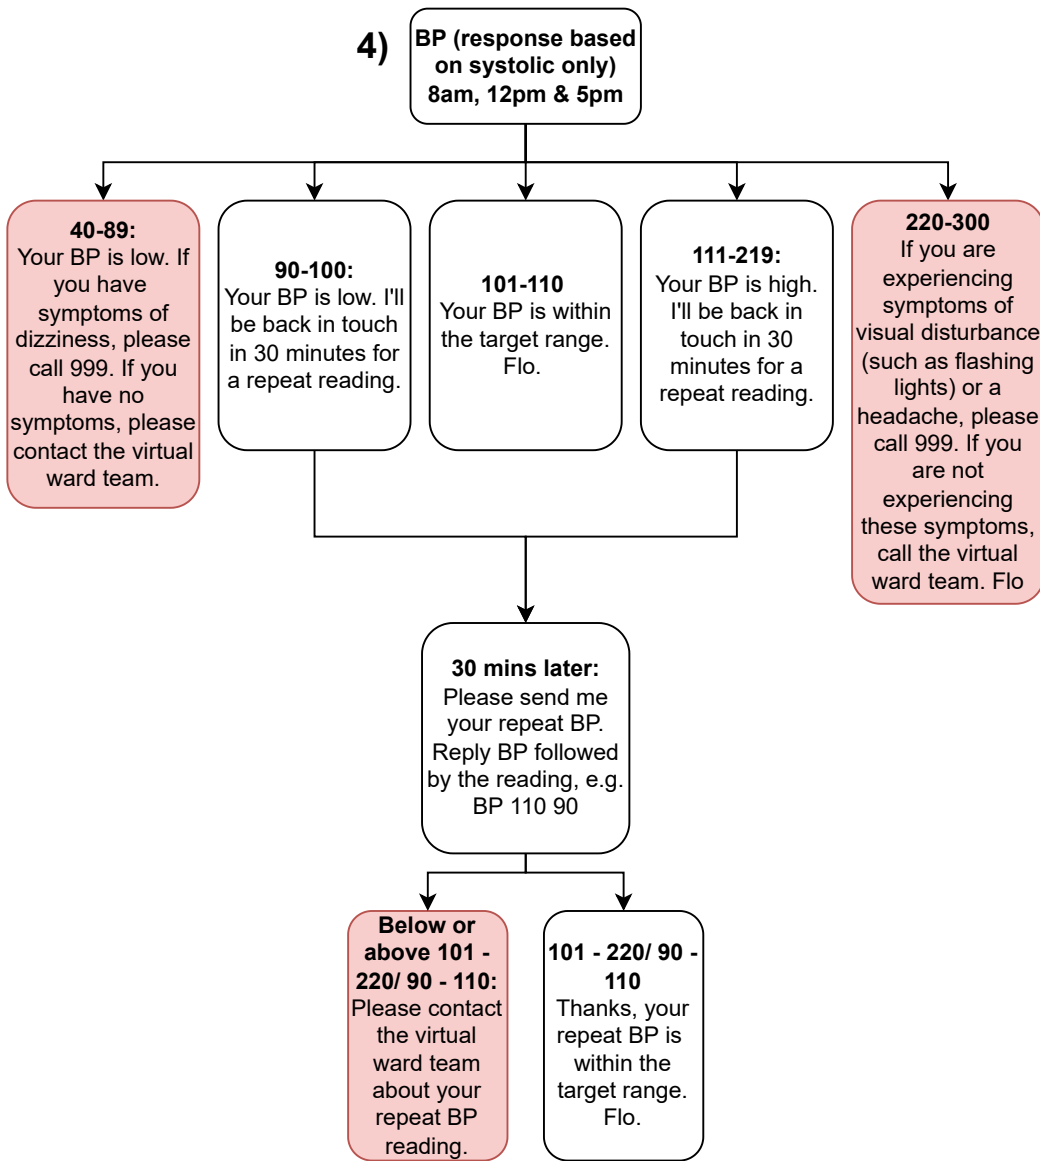 4)
BP (response based
on systolic only)
8am, 12pm & 5pm
40-89:
Your BP is low. If
you have
symptoms of
dizziness, please
call 999. If you
have no
symptoms, please
contact the virtual
ward team.
90-100:
Your BP is low. I'll
be back in touch
in 30 minutes for
a repeat reading.
101-110
Your BP is within
the target range.
Flo.
111-219:
Your BP is high.
I'll be back in
touch in 30
minutes for a
repeat reading.
220-300
If you are
experiencing
symptoms of
visual disturbance
(such as flashing
lights) or a
headache, please
call 999. If you
are not
experiencing
these symptoms,
call the virtual
ward team. Flo
30 mins later:
Please send me
your repeat BP.
Reply BP followed
by the reading, e.g.
BP 110 90
Below or
above 101 -
220/ 90 - 110:
Please contact
the virtual
ward team
about your
repeat BP
reading.
101 - 220/ 90 -
110
Thanks, your
repeat BP is
within the
target range.
Flo.